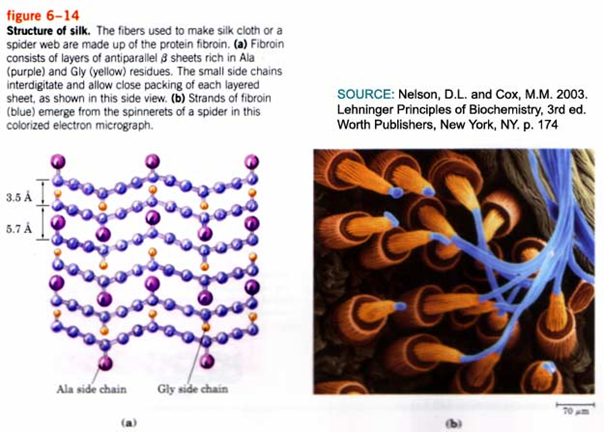 figure 6–14
Structure of silk. The fibers used to make silk cloth or a
spider web are made up of the protein fibroin. (a) Fibroin
consists of layers of antiparallel β sheets rich in Ala
(purple) and Gly (yellow) residues. The small side chains
interdigitate and allow close packing of each layered
sheet, as shown in this side view. (b) Strands of fibroin
(blue) emerge from the spinnerets of a spider in this
colorized electron micrograph.
SOURCE: Nelson, D.L. and Cox, M.M. 2003.
Lehninger Principles of Biochemistry, 3rd ed.
Worth Publishers, New York, NY. p. 174
3.5 Å
5.7 Å
Ala side chain
Gly side chain
70 μm
(a)
(b)